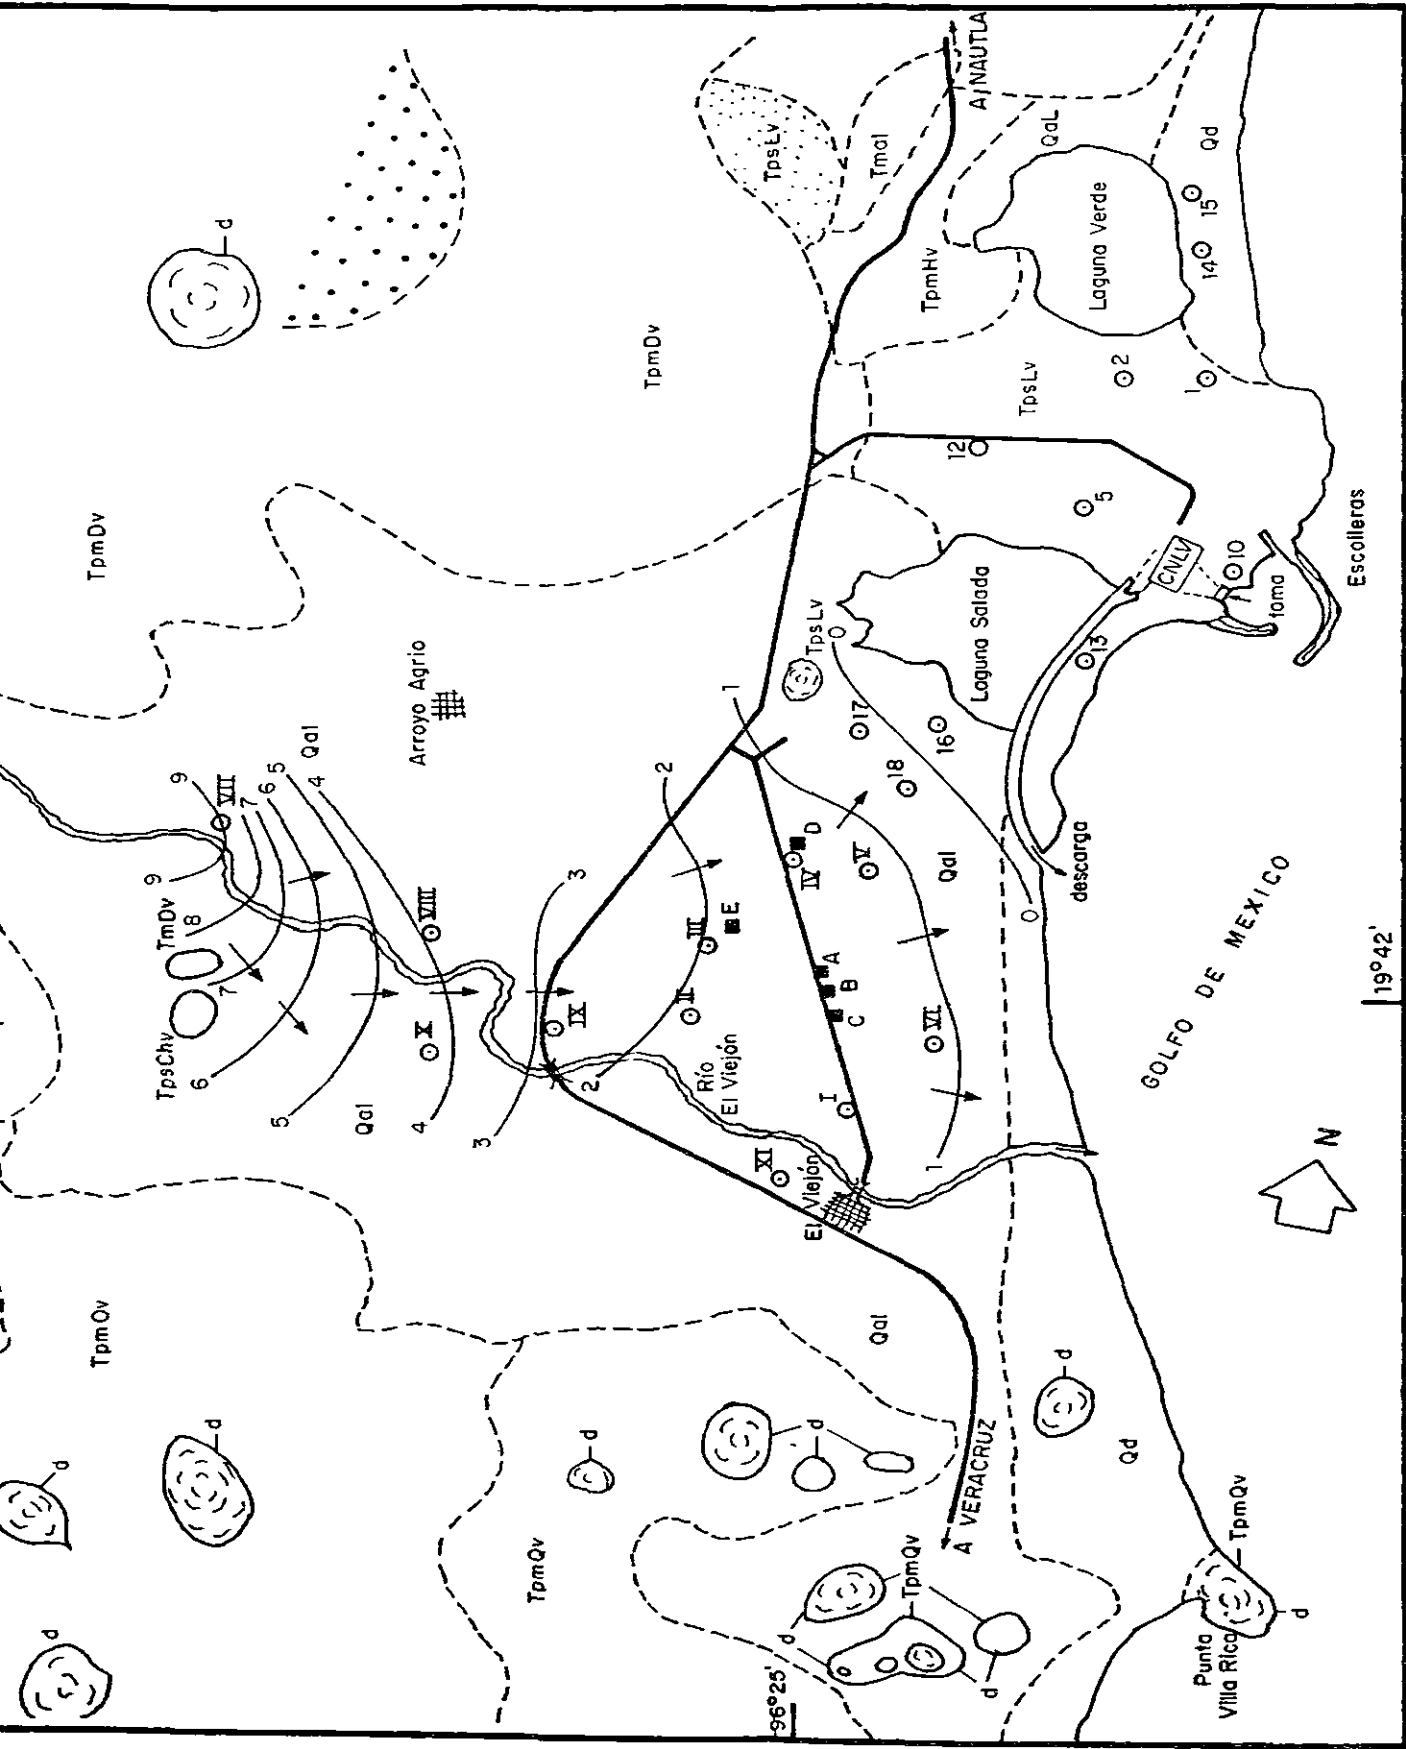 d
d
TpmOv
TpmDv
TpsChv
TmDv
9
9
8
7
7
6
6
VII
d
d
5
5
Qal
Qal
4
4
X
VIII
Arroyo Agrio
3
3
TpmQv
d
IX
2
2
TpmDv
II
III
E
Río
El Viejón
1
96°25'
XI
TpsLv
d
d
El Viejón
I
C
B
A
IV
D
TpsLv
0
V
17
Tmal
Qal
TpmQv
18
TpmHv
VI
1
16
Qal
12
A VERACRUZ
Laguna Salada
A NAUTLA
d
0
TpsLv
QaL
d
descarga
13
5
Laguna Verde
2
Qd
CNLV
GOLFO DE MEXICO
Punta
Villa Rica
1
14
15
Qd
TpmQv
d
10
toma
N
Escolleras
19°42'